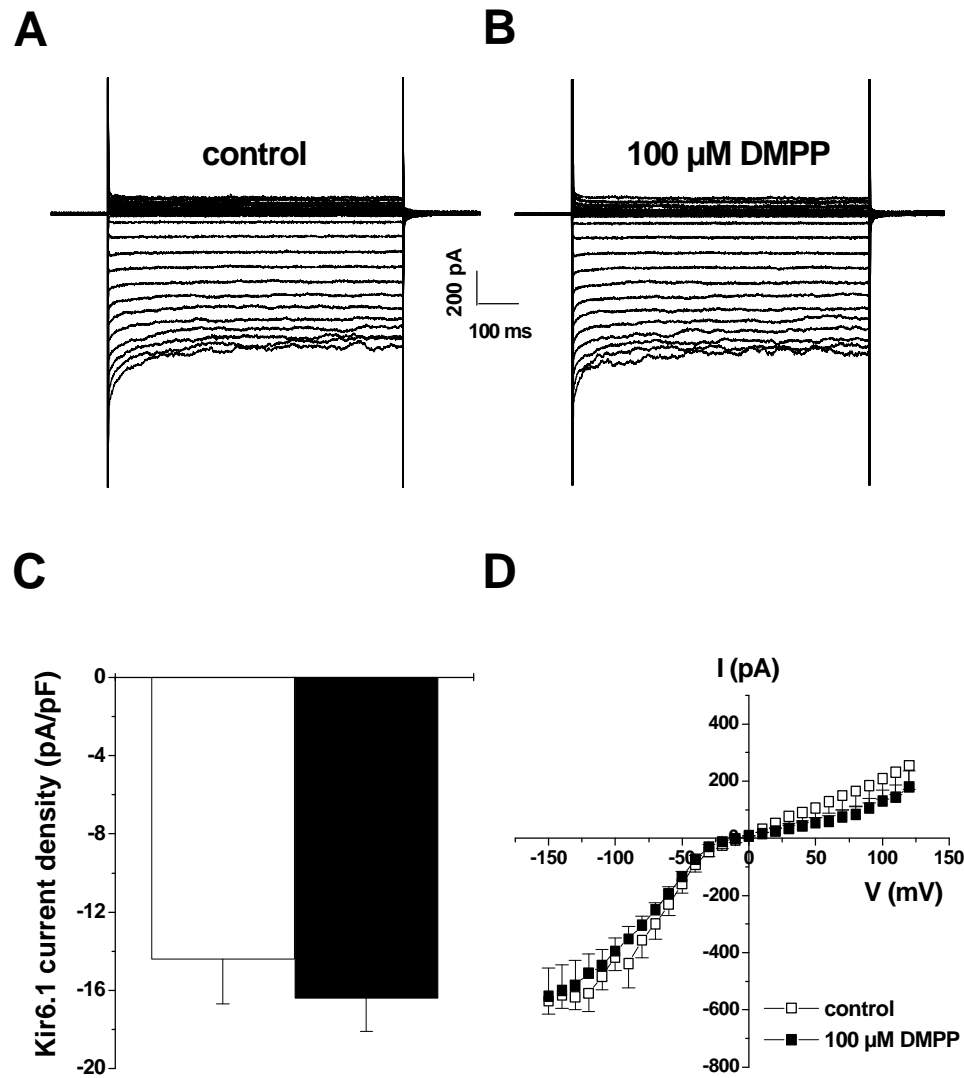 A
B
control
100 µM DMPP
200 pA
100 ms
C
D
Kir6.1 current density (pA/pF)
0
-4
-8
-12
-16
-20
I (pA)
400
200
0
-200
-400
-600
-800
-150 -100 -50 50 100 150
V (mV)
control
100 µM DMPP